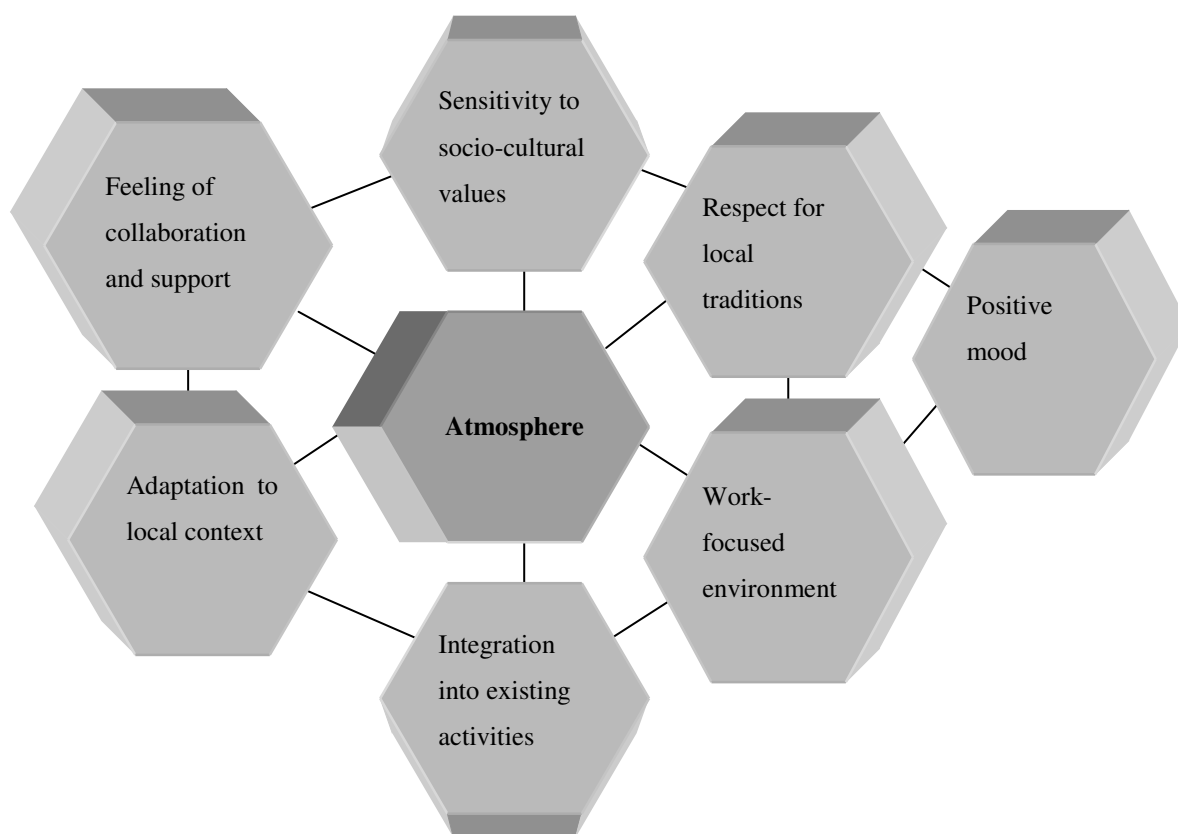 Sensitivity to
socio-cultural
values
Feeling of
collaboration
and support
Respect for
local
traditions
Positive
mood
Atmosphere
Adaptation to
local context
Work-
focused
environment
Integration
into existing
activities